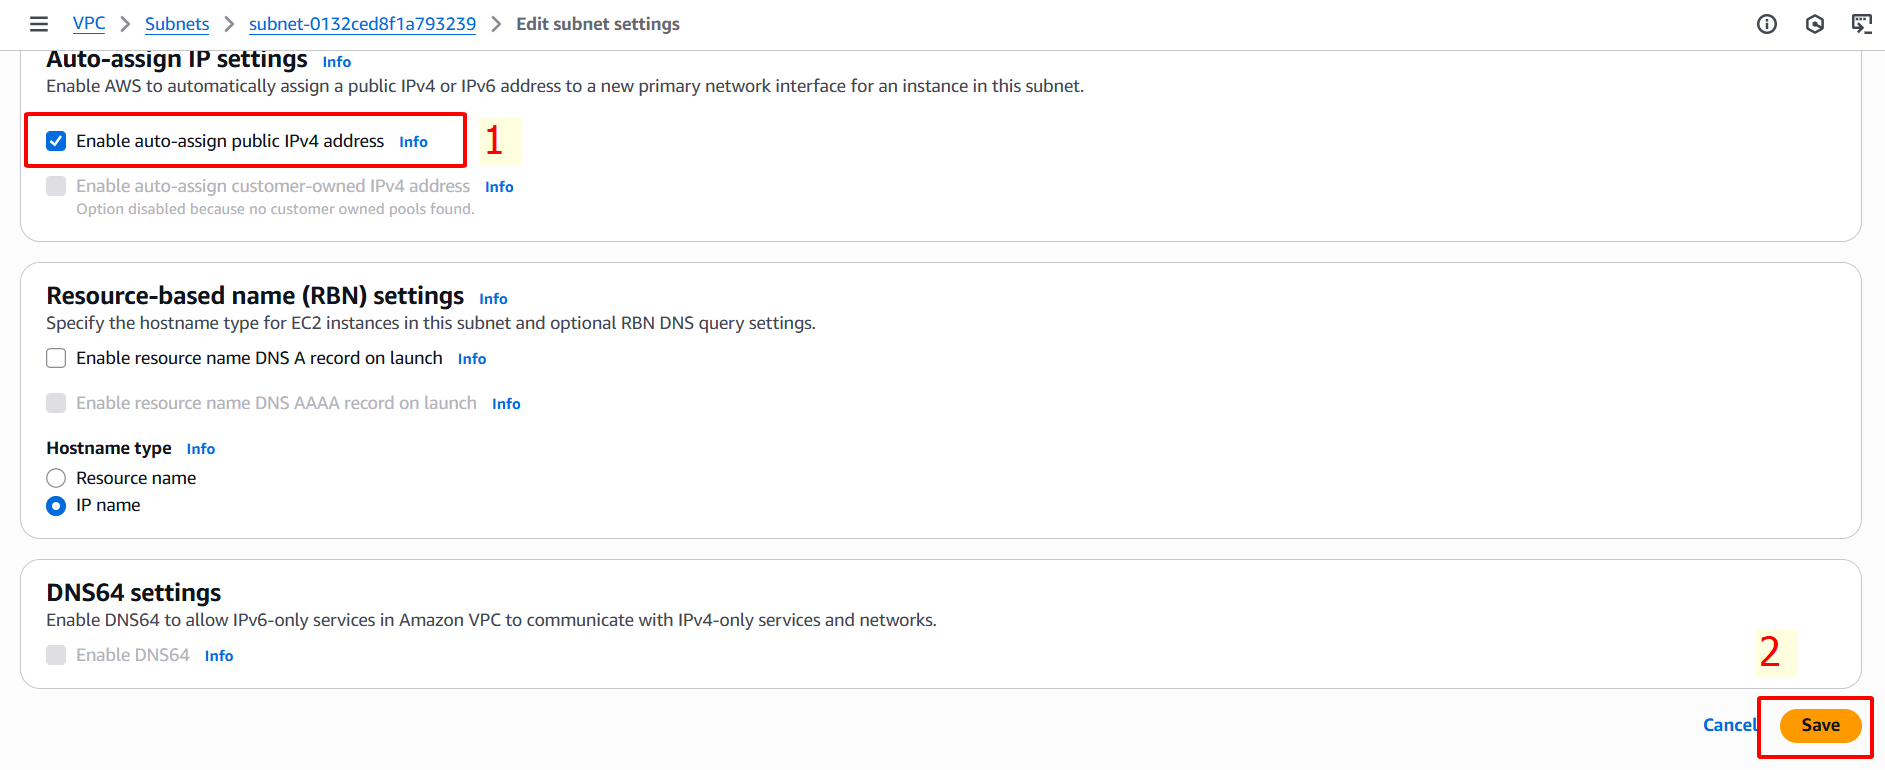 VPC > Subnets > subnet-0132ced8f1a793239 > Edit subnet settings
Auto-assign IP settings Info
Enable AWS to automatically assign a public IPv4 or IPv6 address to a new primary network interface for an instance in this subnet.
Enable auto-assign public IPv4 address Info 1
Enable auto-assign customer-owned IPv4 address Info
Option disabled because no customer owned pools found.
Resource-based name (RBN) settings Info
Specify the hostname type for EC2 instances in this subnet and optional RBN DNS query settings.
Enable resource name DNS A record on launch Info
Enable resource name DNS AAAA record on launch Info
Hostname type Info
Resource name
IP name
DNS64 settings
Enable DNS64 to allow IPv6-only services in Amazon VPC to communicate with IPv4-only services and networks.
Enable DNS64 Info
2
Cancel Save